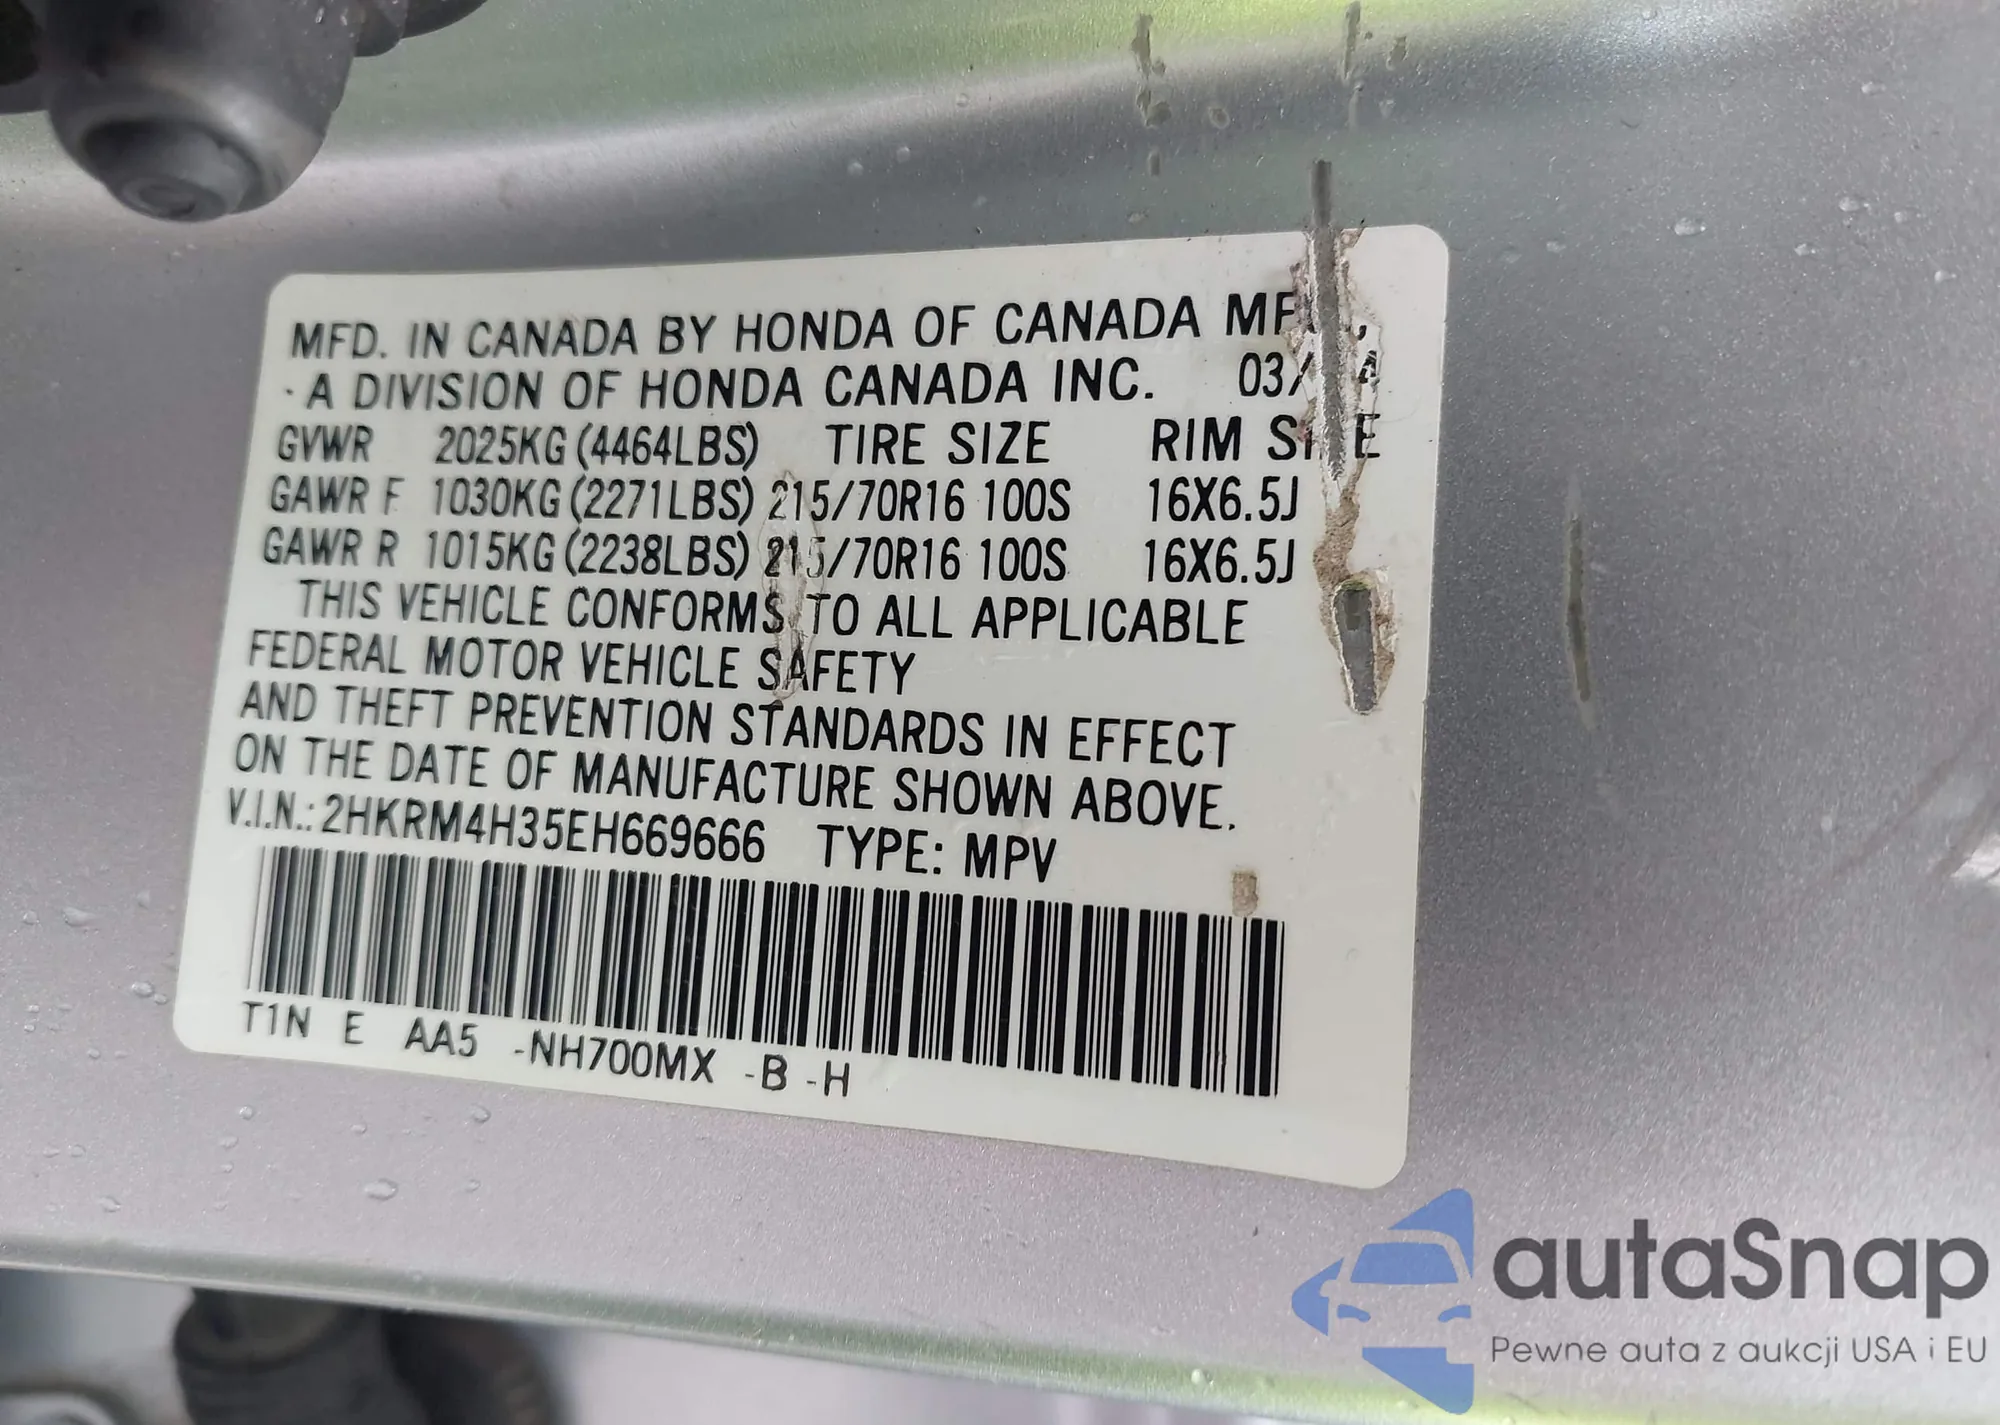 MFD. IN CANADA BY HONDA OF CANADA
· A DIVISION OF HONDA CANADA INC.
GVWR 2025KG (4464LBS) TIRE SIZE RIM
GAWR F 1030KG (2271LBS) 215/70R16 100S 16X6.5J
GAWR R 1015KG (2238LBS) 215/70R16 100S 16X6.5J
THIS VEHICLE CONFORMS TO ALL APPLICABLE
FEDERAL MOTOR VEHICLE SAFETY
AND THEFT PREVENTION STANDARDS IN EFFECT
ON THE DATE OF MANUFACTURE SHOWN ABOVE.
V.I.N.: 2HKRM4H35EH669666 TYPE: MPV
T1N E AA5 -NH700MX -B -H
autaSnap
Pewne auta z aukcji USA i EU